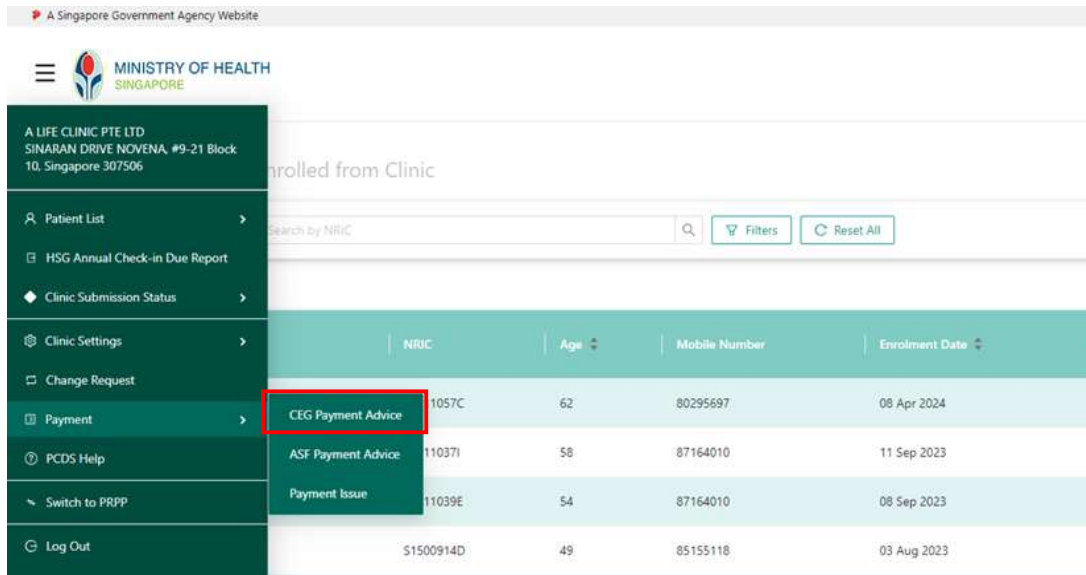 A Singapore Government Agency Website
MINISTRY OF HEALTH
SINGAPORE
A LIFE CLINIC PTE LTD
SINARAN DRIVE NOVENA, #9-21 Block
10, Singapore 307506
nrolled from Clinic
Patient List
Search by NRIC
Filters
Reset All
HSG Annual Check-in Due Report
Clinic Submission Status
Clinic Settings
NRIC
Age
Mobile Number
Enrolment Date
Change Request
Payment
CEG Payment Advice
1057C
62
80295697
08 Apr 2024
PCDS Help
ASF Payment Advice
11037I
58
87164010
11 Sep 2023
Switch to PRPP
Payment Issue
11039E
54
87164010
08 Sep 2023
Log Out
S1500914D
49
85155118
03 Aug 2023